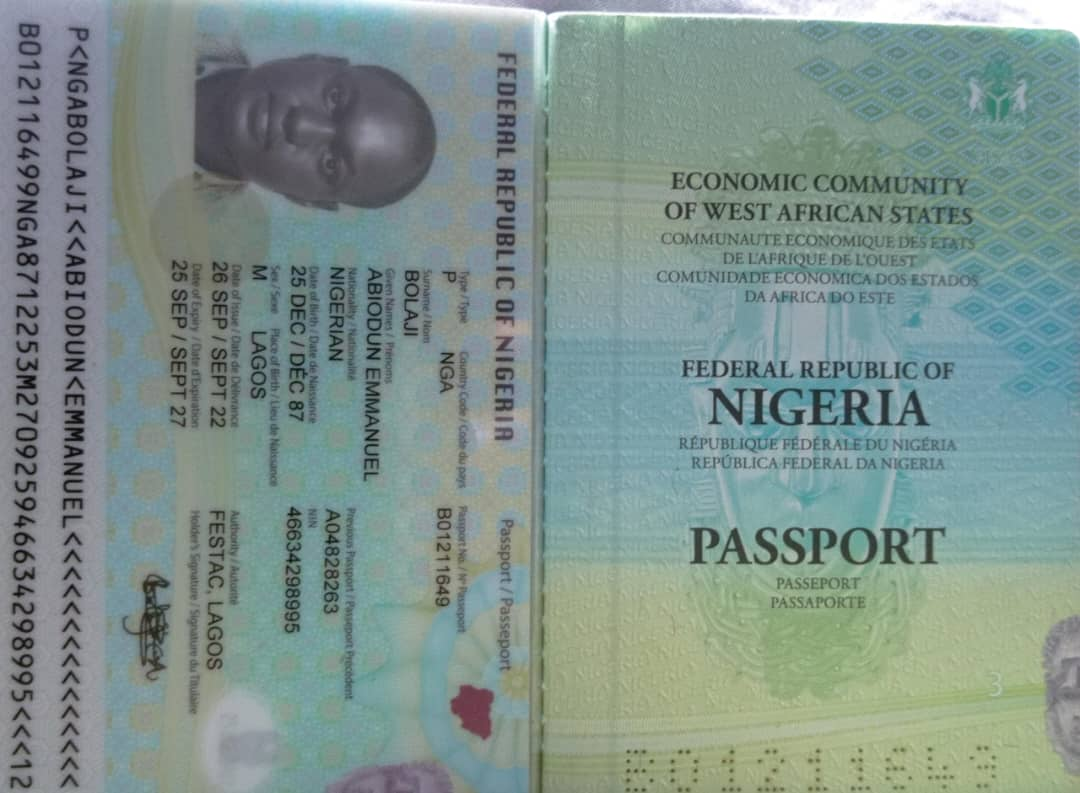 FEDERAL REPUBLIC OF NIGERIA
Passport / Passeport
Type / Type
Country Code / Code du pays
Passport No. / N° Passeport
P
NGA
B01211649
Surname / Nom
BOLAJI
Given Names / Prénoms
ABIODUN EMMANUEL
Previous Passport / Passeport Précédent
Nationality / Nationalité
NIGERIAN
A04828263
Date of Birth / Date de Naissance
NIN
25 DEC / DÉC 87
46634298995
Sex / Sexe
Place of Birth / Lieu de Naissance
M
LAGOS
Date of Issue / Date de Délivrance
Authority / Autorité
26 SEP / SEPT 22
FESTAC, LAGOS
Date of Expiry / Date d'Expiration
Holder's Signature / Signature du Titulaire
25 SEP / SEPT 27
P<NGABOLAJI<<ABIODUN<EMMANUEL<<<<<<<<<<<<<<<
B012116499NGA8712253M270925946634298995<<<12
ECONOMIC COMMUNITY
OF WEST AFRICAN STATES
COMMUNAUTE ECONOMIQUE DES ETATS
DE L'AFRIQUE DE L'OUEST
COMUNIDADE ECONOMICA DOS ESTADOS
DA AFRICA DO ESTE
FEDERAL REPUBLIC OF
NIGERIA
RÉPUBLIQUE FÉDÉRALE DU NIGÉRIA
REPÚBLICA FEDERAL DA NIGERIA
PASSPORT
PASSEPORT
PASSAPORTE
3
B01211649